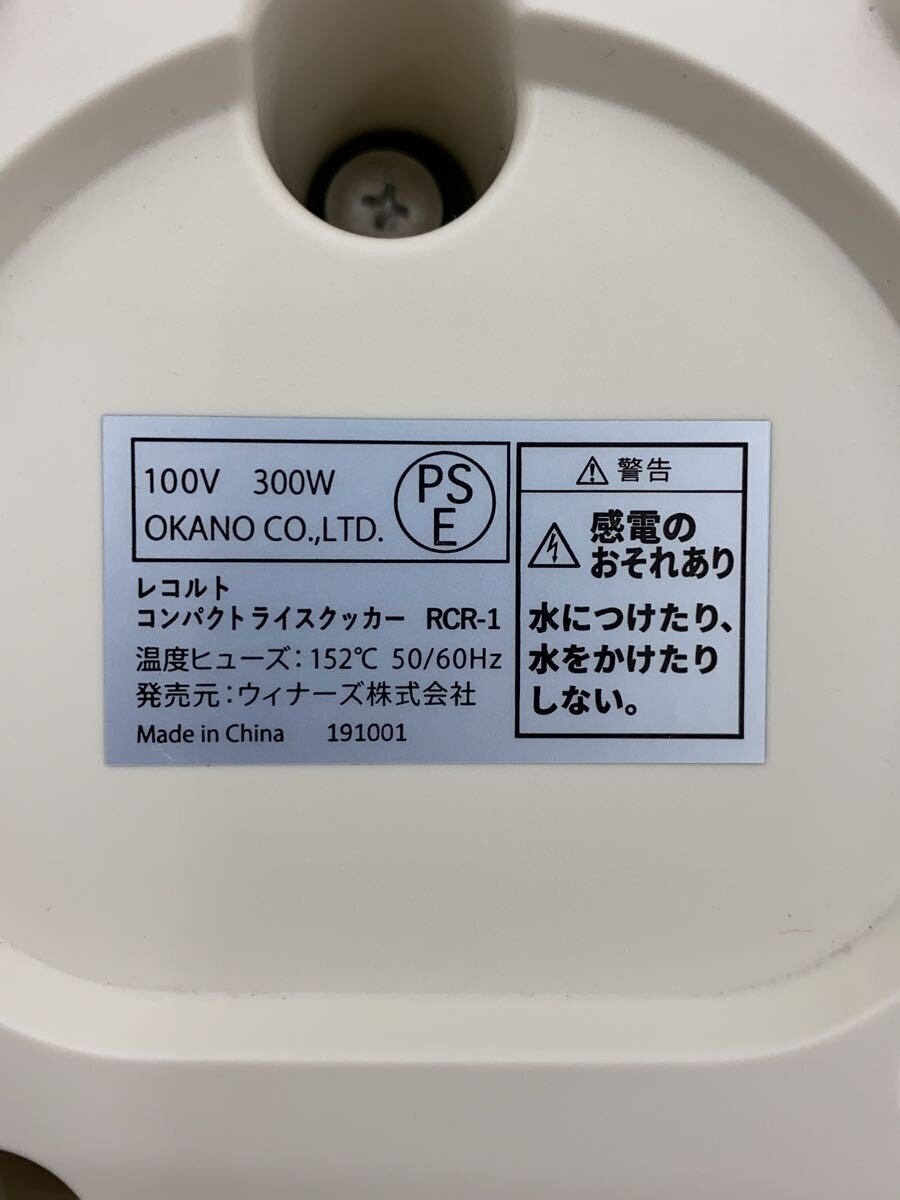 100V 300W
OKANO CO.,LTD.
PS
E
レコルト
コンパクトライスクッカー RCR-1
温度ヒューズ：152℃ 50/60Hz
発売元：ウィナーズ株式会社
Made in China 191001
警告
感電の
おそれあり
水につけたり、
水をかけたり
しない。